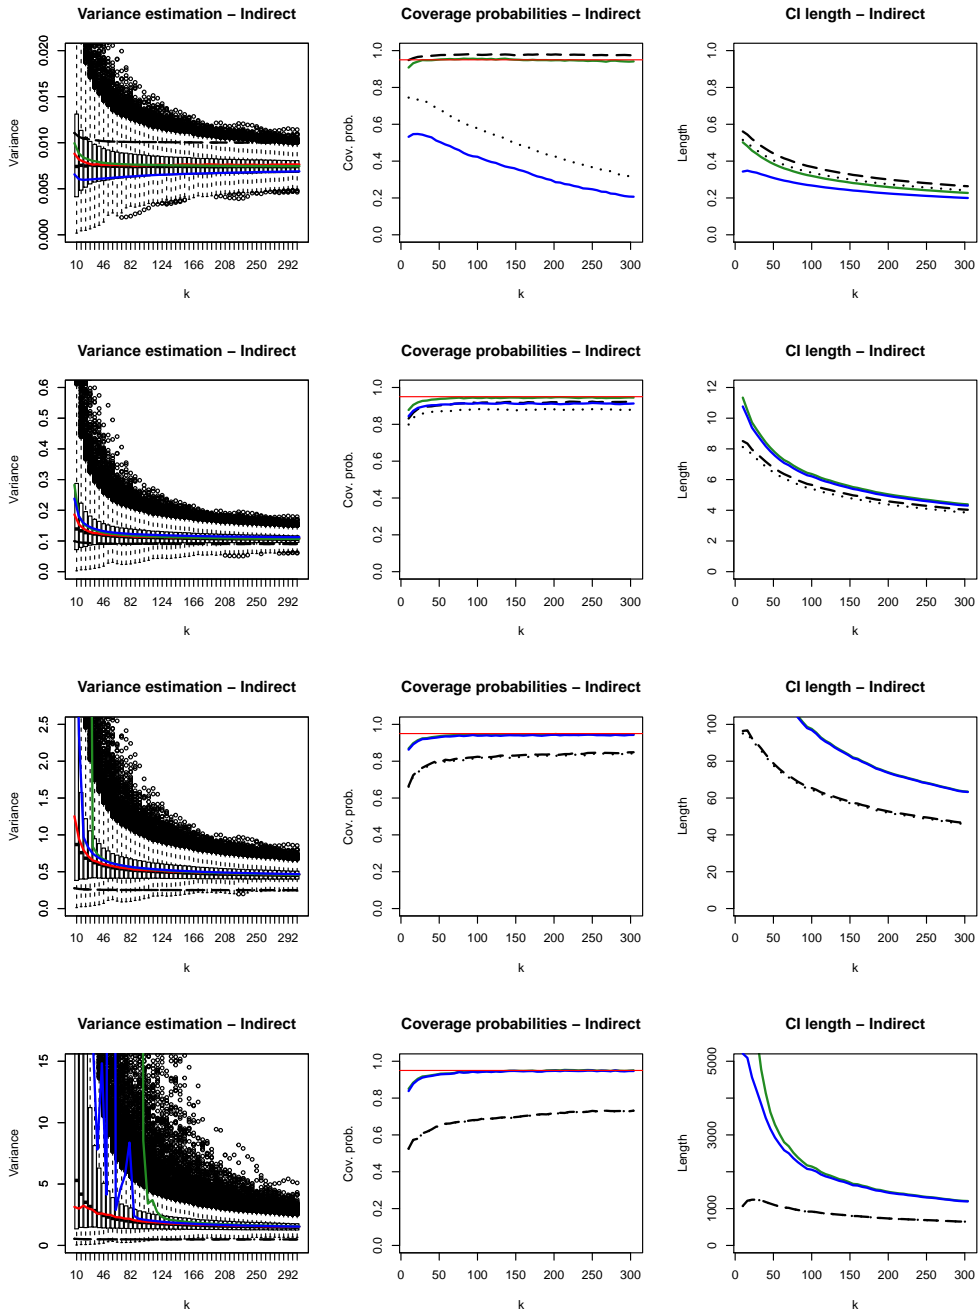 Variance estimation – Indirect
Coverage probabilities – Indirect
CI length – Indirect
Variance
0.000 0.005 0.010 0.015 0.020
10 46 82 124 166 208 250 292
k
Cov. prob.
0.0 0.2 0.4 0.6 0.8 1.0
0 50 100 150 200 250 300
k
Length
0.0 0.2 0.4 0.6 0.8 1.0
0 50 100 150 200 250 300
k
Variance estimation – Indirect
Coverage probabilities – Indirect
CI length – Indirect
Variance
0.0 0.1 0.2 0.3 0.4 0.5 0.6
10 46 82 124 166 208 250 292
k
Cov. prob.
0.0 0.2 0.4 0.6 0.8 1.0
0 50 100 150 200 250 300
k
Length
0 2 4 6 8 10 12
0 50 100 150 200 250 300
k
Variance estimation – Indirect
Coverage probabilities – Indirect
CI length – Indirect
Variance
0.0 0.5 1.0 1.5 2.0 2.5
10 46 82 124 166 208 250 292
k
Cov. prob.
0.0 0.2 0.4 0.6 0.8 1.0
0 50 100 150 200 250 300
k
Length
0 20 40 60 80 100
0 50 100 150 200 250 300
k
Variance estimation – Indirect
Coverage probabilities – Indirect
CI length – Indirect
Variance
0 5 10 15
10 46 82 124 166 208 250 292
k
Cov. prob.
0.0 0.2 0.4 0.6 0.8 1.0
0 50 100 150 200 250 300
k
Length
0 1000 3000 5000
0 50 100 150 200 250 300
k